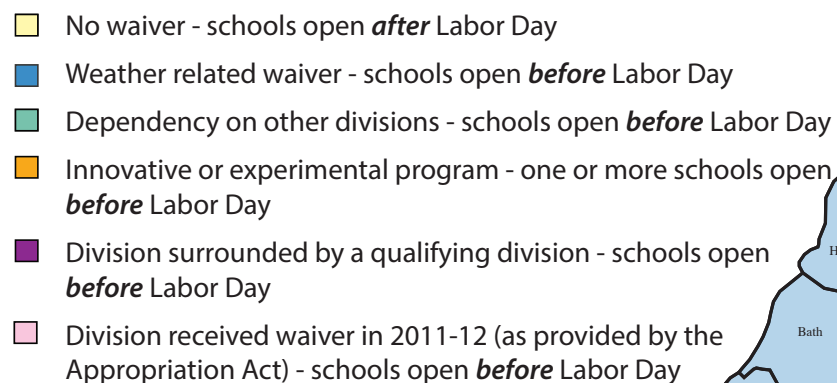 No waiver - schools open after Labor Day
Weather related waiver - schools open before Labor Day
Dependency on other divisions - schools open before Labor Day
Innovative or experimental program - one or more schools open
before Labor Day
Division surrounded by a qualifying division - schools open
before Labor Day
Division received waiver in 2011-12 (as provided by the
Appropriation Act) - schools open before Labor Day
Bath